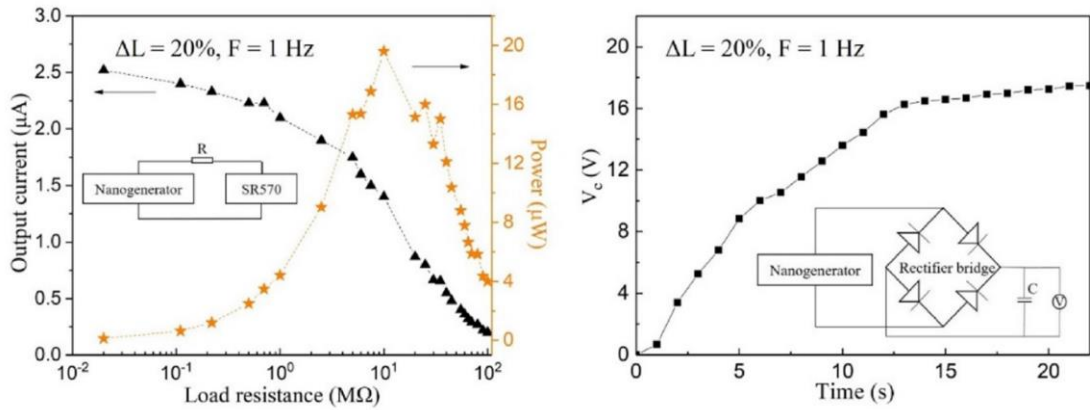 ΔL = 20%, F = 1 Hz
Output current (μA)
3.0
2.5
2.0
1.5
1.0
0.5
0.0
R
Nanogenerator
SR570
20
16
12
8
4
0
Power (μW)
10⁻²
10⁻¹
10⁰
10¹
10²
Load resistance (MΩ)
ΔL = 20%, F = 1 Hz
V_c (V)
24
20
16
12
8
4
0
Nanogenerator
Rectifier bridge
C
V
0
5
10
15
20
Time (s)